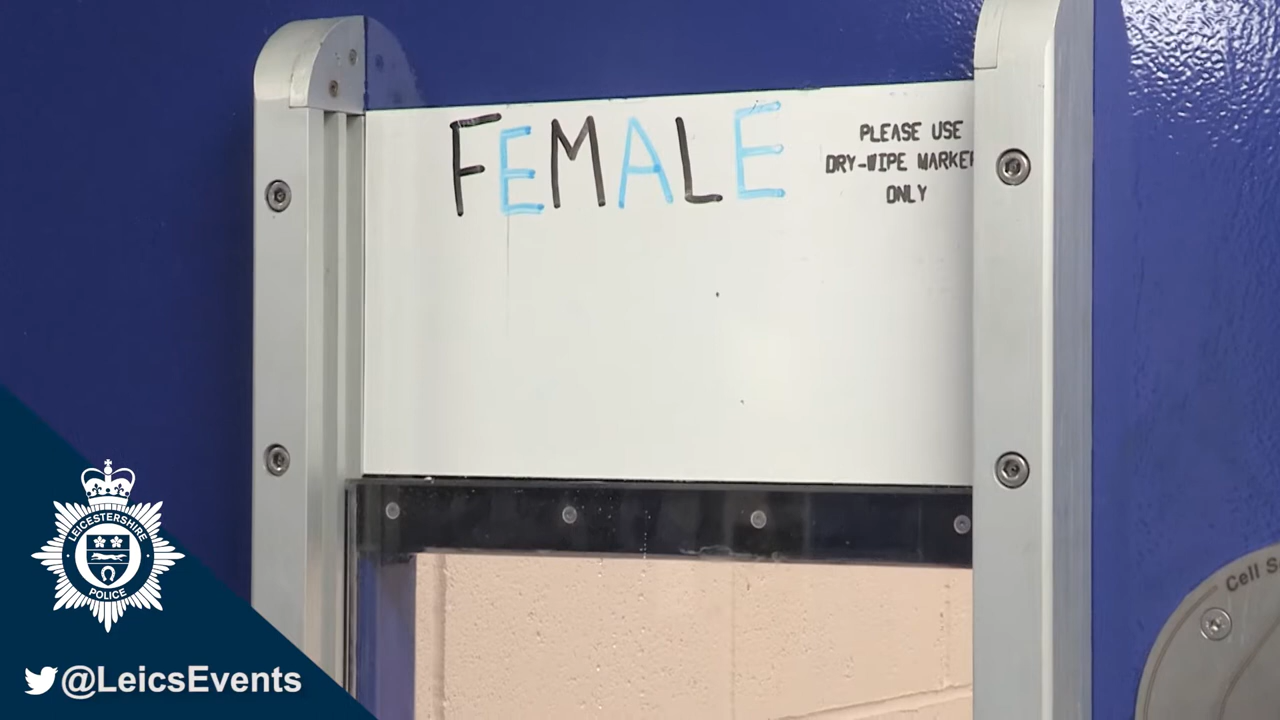 FEMALE
PLEASE USE
DRY-WIPE MARKER
ONLY
Cell
LEICESTERSHIRE
POLICE
@LeicsEvents